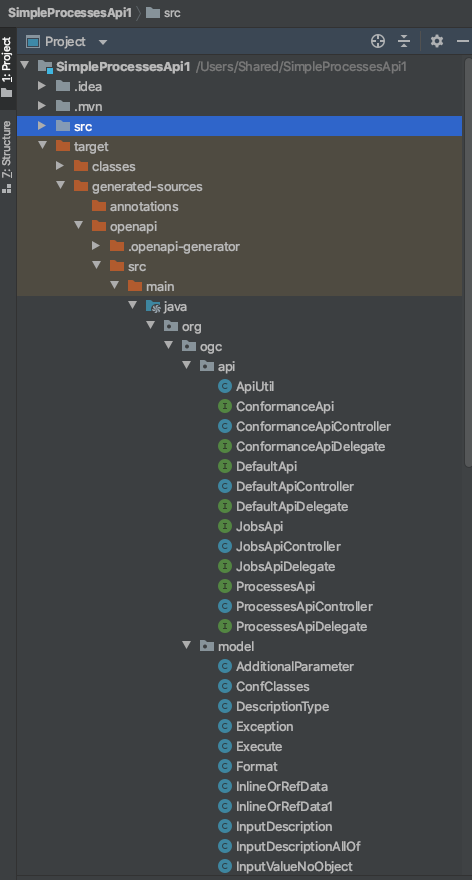 SimpleProcessesApi1 src
1: Project
Z: Structure
Project
SimpleProcessesApi1 /Users/Shared/SimpleProcessesApi1
.idea
.mvn
src
target
classes
generated-sources
annotations
openapi
.openapi-generator
src
main
java
org
ogc
api
C ApiUtil
I ConformanceApi
C ConformanceApiController
I ConformanceApiDelegate
I DefaultApi
C DefaultApiController
I DefaultApiDelegate
I JobsApi
C JobsApiController
I JobsApiDelegate
I ProcessesApi
C ProcessesApiController
I ProcessesApiDelegate
model
C AdditionalParameter
C ConfClasses
C DescriptionType
C Exception
C Execute
C Format
C InlineOrRefData
C InlineOrRefData1
C InputDescription
C InputDescriptionAllOf
C InputValueNoObject